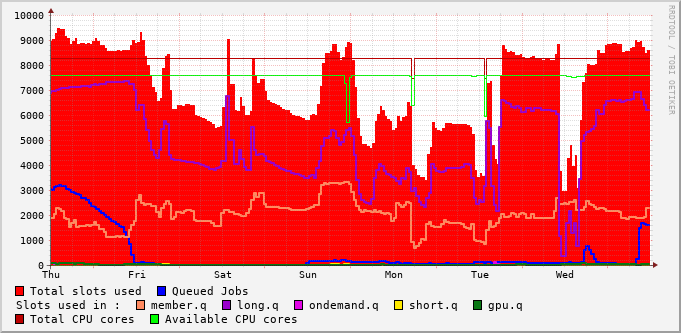 10000
9000
8000
7000
6000
5000
4000
3000
2000
1000
0
Thu Fri Sat Sun Mon Tue Wed
RRDTOOL / TOBI OETIKER
Total slots used Queued Jobs
Slots used in : member.q long.q ondemand.q short.q gpu.q
Total CPU cores Available CPU cores